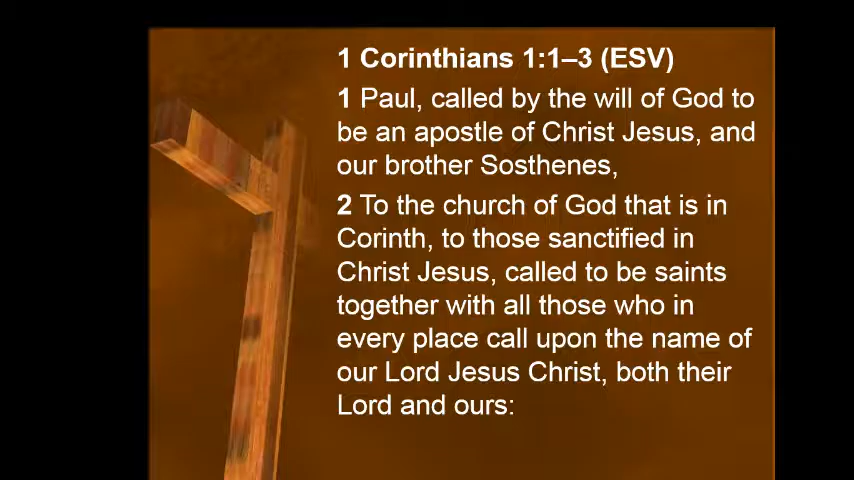 1 Corinthians 1:1–3 (ESV)
1 Paul, called by the will of God to
be an apostle of Christ Jesus, and
our brother Sosthenes,
2 To the church of God that is in
Corinth, to those sanctified in
Christ Jesus, called to be saints
together with all those who in
every place call upon the name of
our Lord Jesus Christ, both their
Lord and ours: